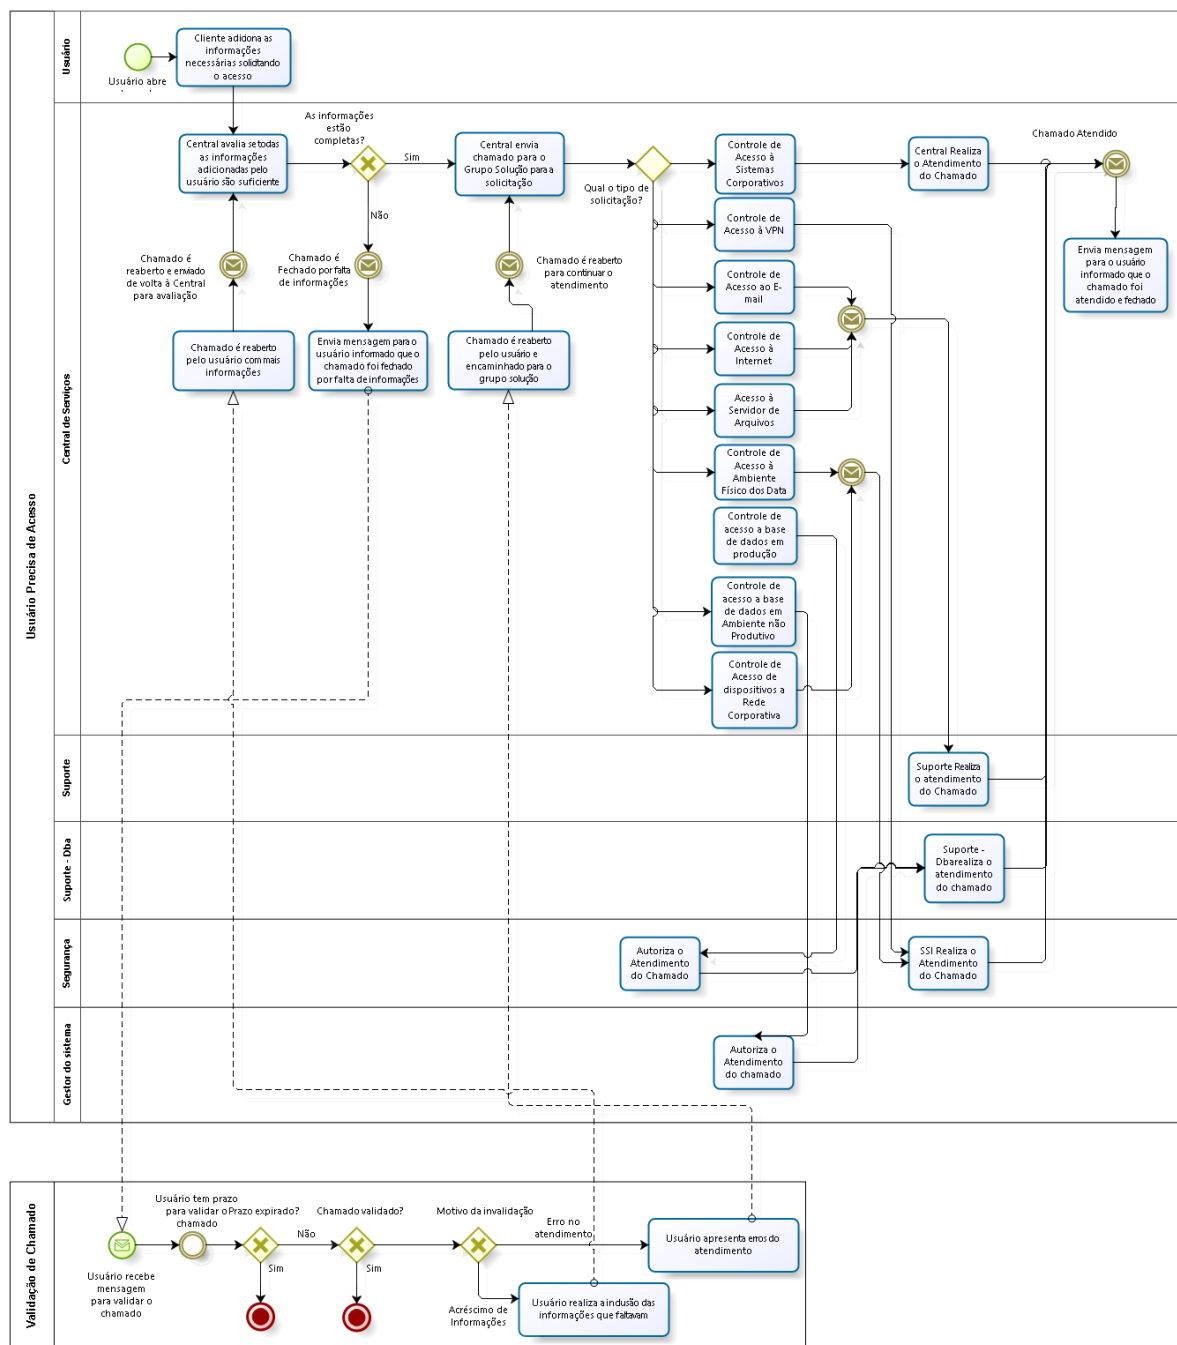 Usuário Precisa de Acesso
Usuário
Usuário abre
Cliente adiciona as
informações
necessárias solicitando
o acesso
Central de Serviços
Central avalia se todas
as informações
adicionadas pelo
usuário são suficiente
As informações
estão
completas?
Sim
Não
Central envia
chamado para o
Grupo Solução para a
solicitação
Qual o tipo de
solicitação?
Controle de
Acesso à
Sistemas
Corporativos
Central Realiza
o Atendimento
do Chamado
Chamado Atendido
Controle de
Acesso à VPN
Envia mensagem
para o usuário
informado que o
chamado foi
atendido e fechado
Chamado é
reaberto e enviado
de volta à Central
para avaliação
Chamado é
Fechado por falta
de informações
Chamado é reaberto
para continuar o
atendimento
Controle de
Acesso ao E-
mail
Chamado é reaberto
pelo usuário com mais
informações
Envia mensagem para o
usuário informado que o
chamado foi fechado
por falta de informações
Chamado é reaberto
pelo usuário e
encaminhado para o
grupo solução
Controle de
Acesso à
Internet
Acesso à
Servidor de
Arquivos
Controle de
Acesso à
Ambiente
Físico dos Data
Controle de
acesso a base
de dados em
produção
Controle de
acesso a base
de dados em
Ambiente não
Produtivo
Controle de
Acesso de
dispositivos a
Rede
Corporativa
Suporte
Suporte Realiza
o atendimento
do Chamado
Suporte - Dba
Suporte -
Dba realiza o
atendimento
do chamado
Segurança
Autoriza o
Atendimento
do Chamado
SSI Realiza o
Atendimento
do Chamado
Gestor do sistema
Autoriza o
Atendimento
do chamado
Validação de Chamado
Usuário recebe
mensagem
para validar o
chamado
Usuário tem prazo
para validar o
chamado
Prazo expirado?
Não
Sim
Chamado validado?
Sim
Motivo da invalidação
Erro no
atendimento
Acréscimo de
Informações
Usuário apresenta erros do
atendimento
Usuário realiza a inclusão das
informações que faltavam